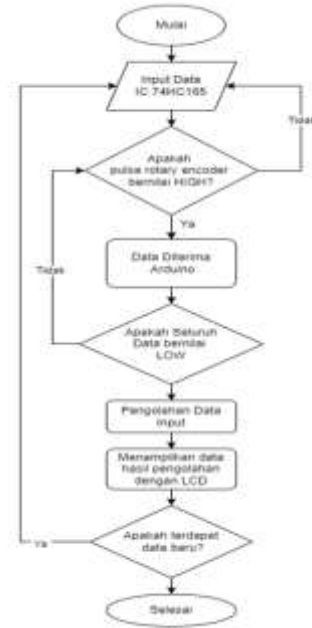 Mulai
Input Data
IC 74HC165
Tidak
Apakah
pulsa rotary encoder
bernilai HIGH?
Ya
Data Diterima
Arduino
Tidak
Apakah Seluruh
Data bernilai
LOW
Pengolahan Data
Input
Menampilkan data
hasil pengolahan
dengan LCD
Ya
Apakah terdapat
data baru?
Selesai